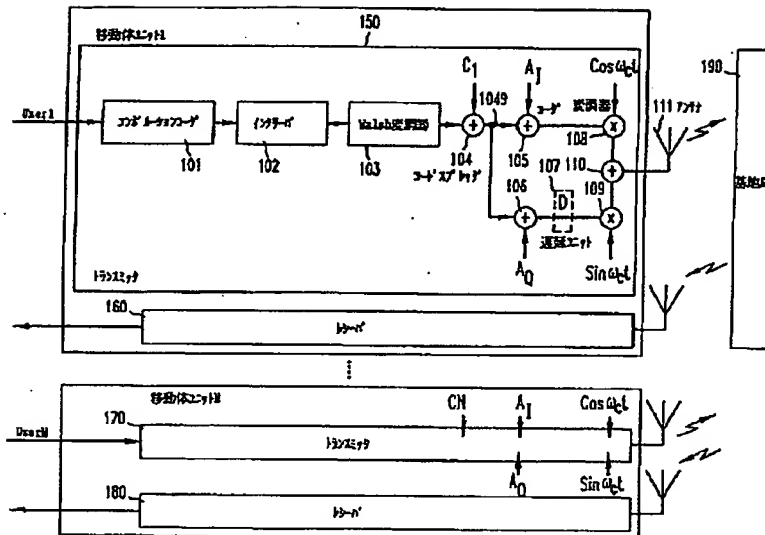 150
移動体ユニット1
190
C1
AI
Cosωct
1049
コーダ
変調器
111 アンテナ
User1
コンボリューションコーダ
インタリーバ
Walsh変調器
101
102
103
104
105
108
コードスプレッダ
110
106
107
D
109
遅延ユニット
基地局
トランスミッタ
AQ
Sinωct
160
レシーバ
移動体ユニットN
170
CN
AI
Cosωct
UserN
トランスミッタ
AQ
Sinωct
180
レシーバ